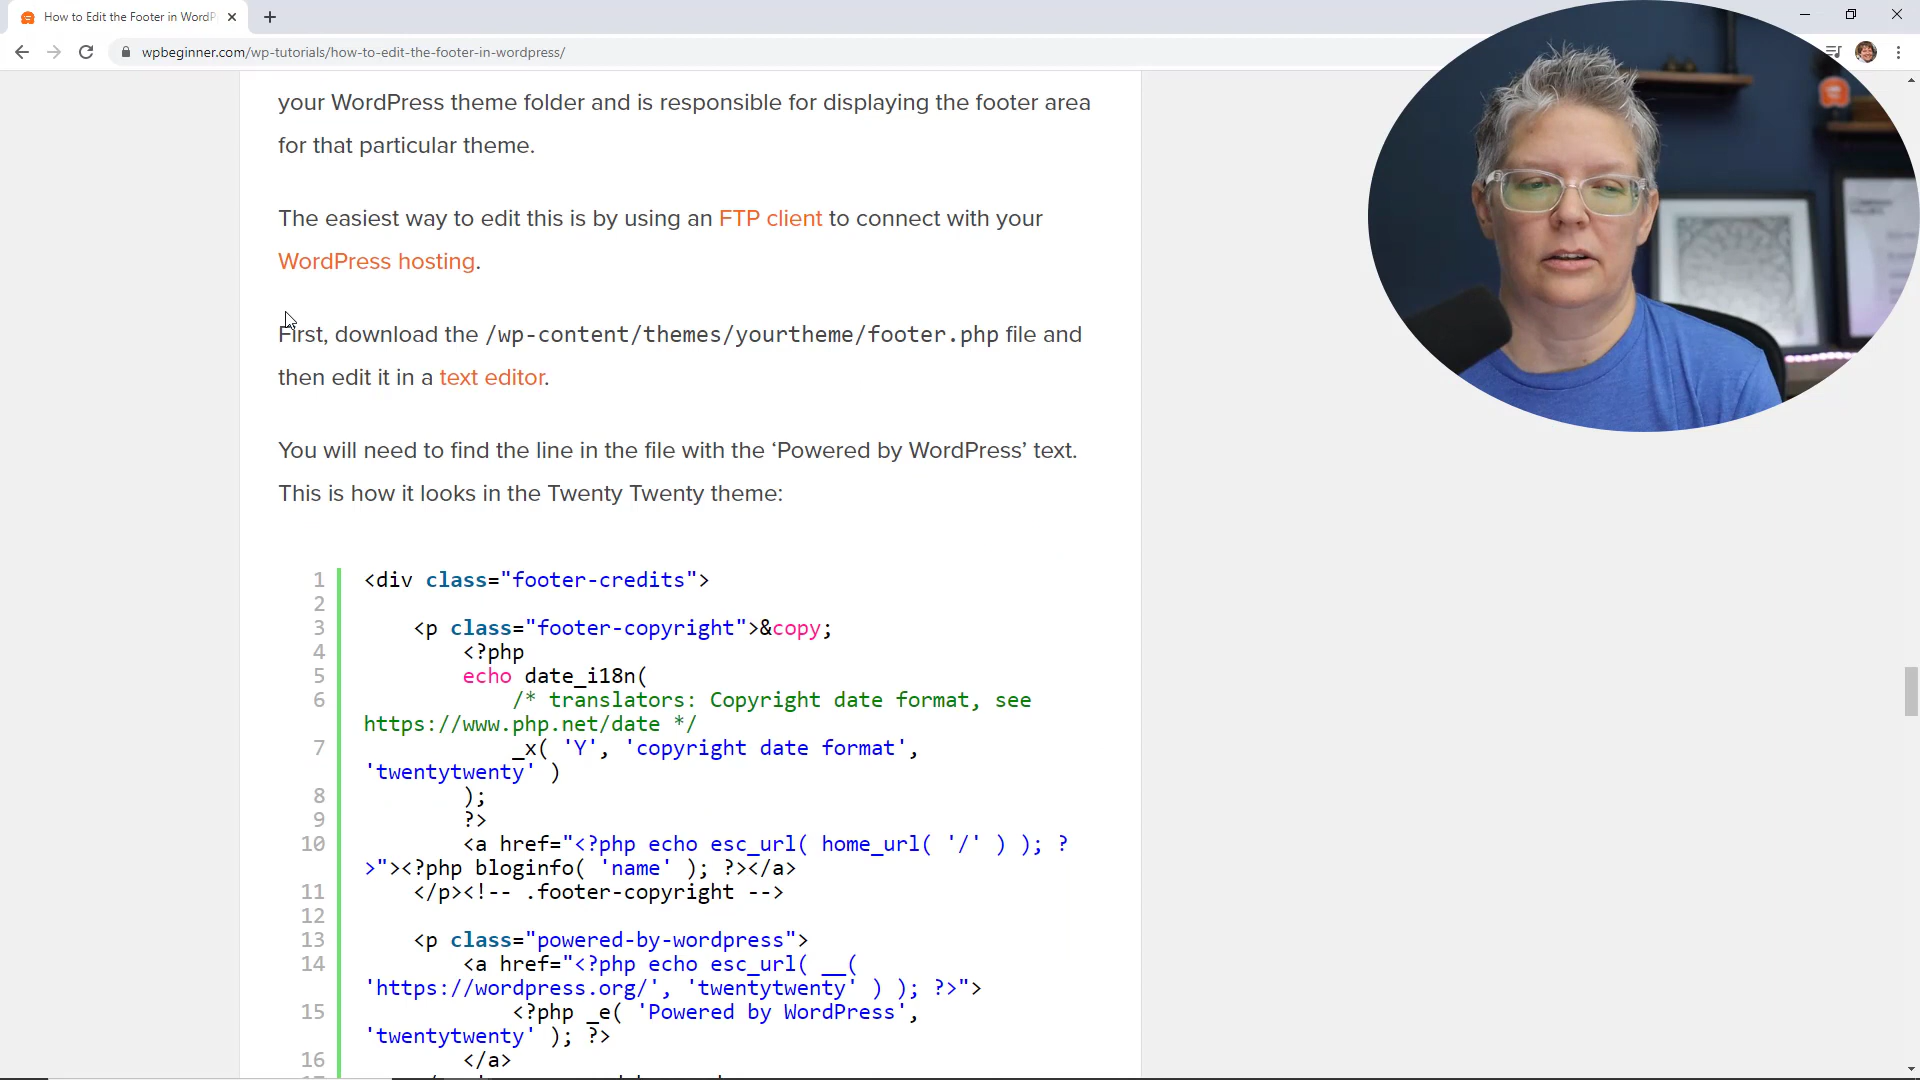 How to Edit the Footer in WordP
wpbeginner.com/wp-tutorials/how-to-edit-the-footer-in-wordpress/
your WordPress theme folder and is responsible for displaying the footer area
for that particular theme.
The easiest way to edit this is by using an FTP client to connect with your
WordPress hosting.
First, download the /wp-content/themes/yourtheme/footer.php file and
then edit it in a text editor.
You will need to find the line in the file with the ‘Powered by WordPress’ text.
This is how it looks in the Twenty Twenty theme:
1 <div class="footer-credits">
2
3 <p class="footer-copyright">&copy;
4 <?php
5 echo date_i18n(
6 /* translators: Copyright date format, see
https://www.php.net/date */
7 _x( 'Y', 'copyright date format',
'twentytwenty' )
8 );
9 ?>
10 <a href="<?php echo esc_url( home_url( '/' ) ); ?
>"><?php bloginfo( 'name' ); ?></a>
11 </p><!-- .footer-copyright -->
12
13 <p class="powered-by-wordpress">
14 <a href="<?php echo esc_url( __(
'https://wordpress.org/', 'twentytwenty' ) ); ?>">
15 <?php _e( 'Powered by WordPress',
'twentytwenty' ); ?>
16 </a>